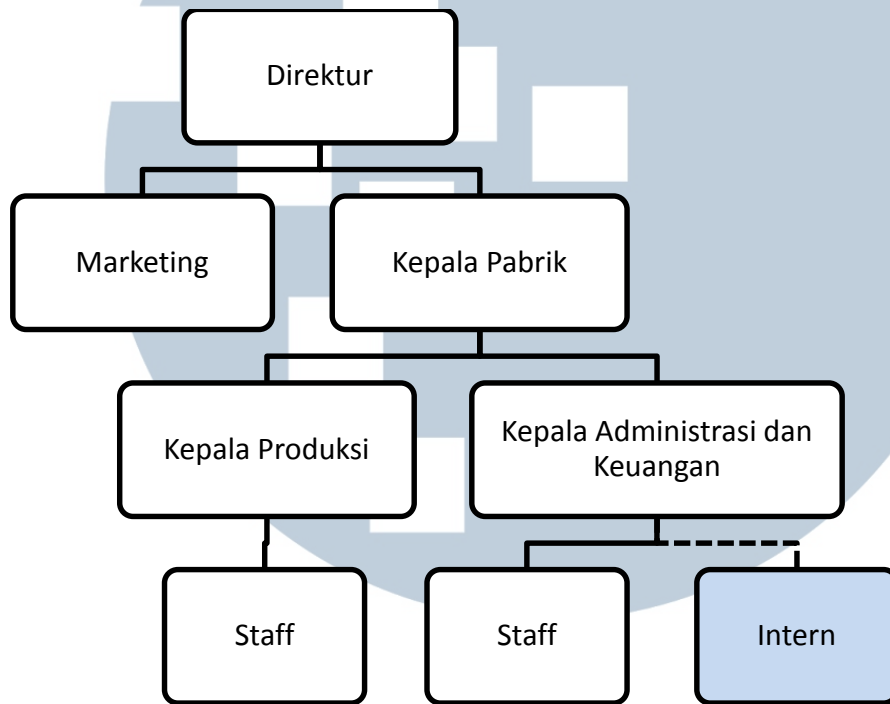 Direktur
Marketing
Kepala Pabrik
Kepala Produksi
Kepala Administrasi dan
Keuangan
Staff
Staff
Intern